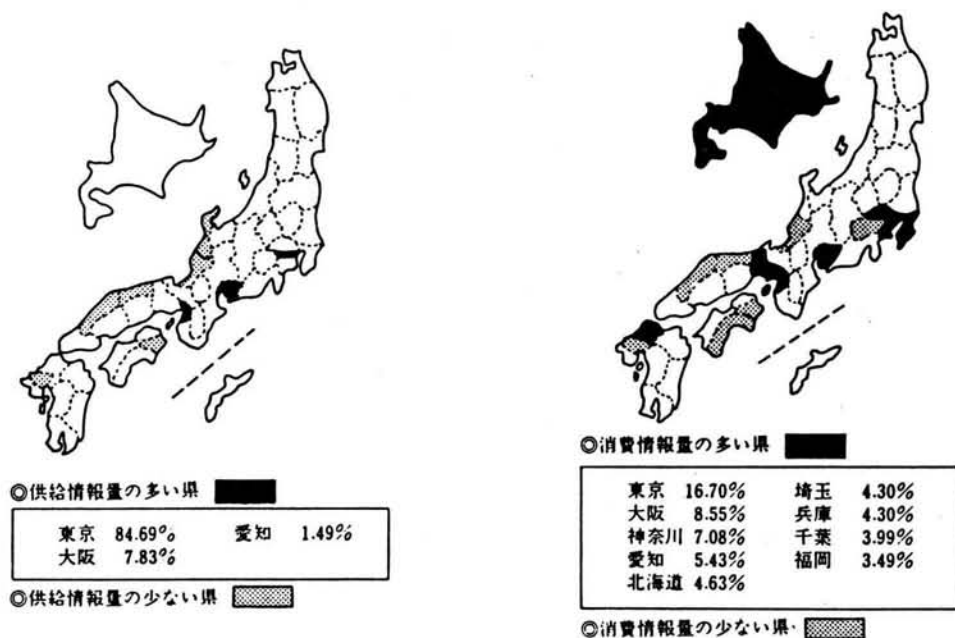 ◎供給情報量の多い県
東京 84.69% 愛知 1.49%
大阪 7.83%
◎供給情報量の少ない県
◎消費情報量の多い県
東京 16.70% 埼玉 4.30%
大阪 8.55% 兵庫 4.30%
神奈川 7.08% 千葉 3.99%
愛知 5.43% 福岡 3.49%
北海道 4.63%
◎消費情報量の少ない県